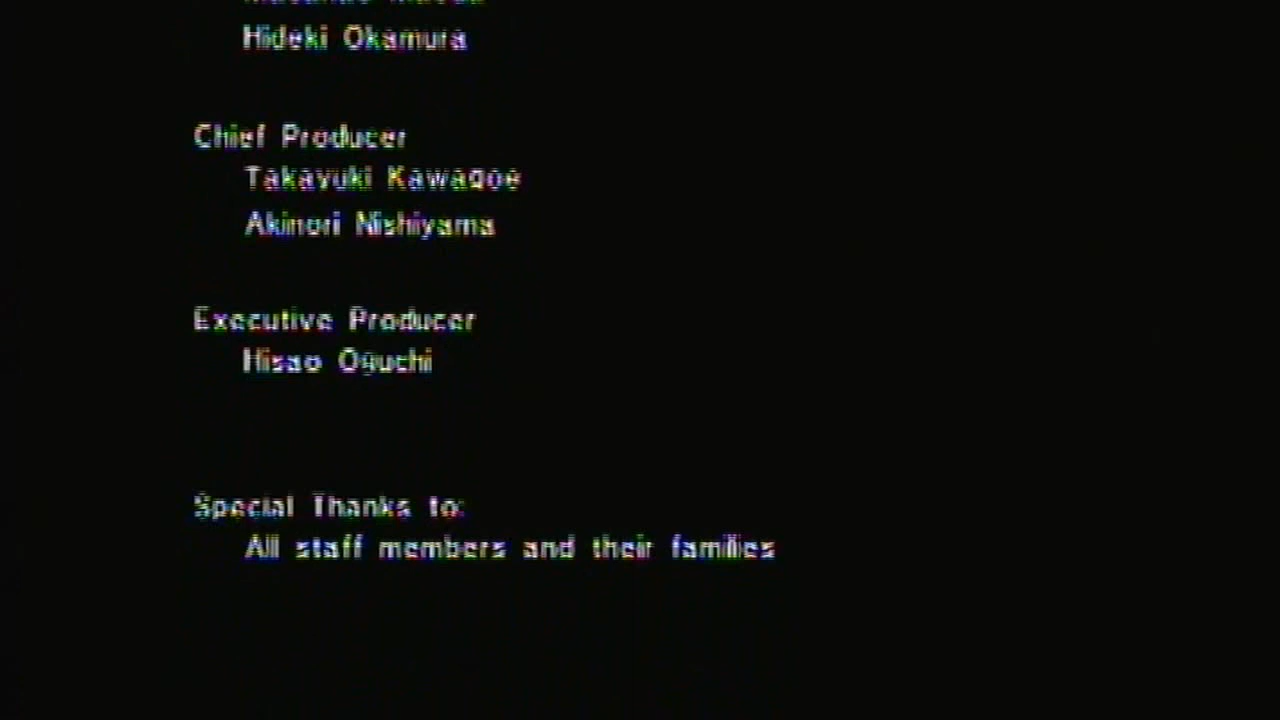 Hideki Okamura
Chief Producer
Takayuki Kawagoe
Akinori Nishiyama
Executive Producer
Hisao Oguchi
Special Thanks to:
All staff members and their families